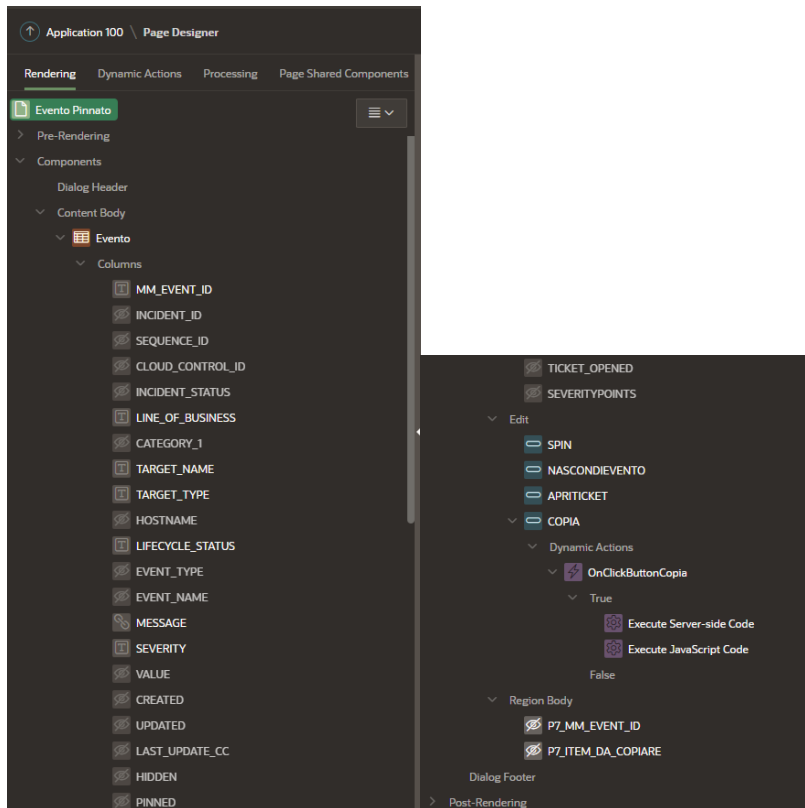 Application 100 \ Page Designer
Rendering Dynamic Actions Processing Page Shared Components
Evento Pinnato
Pre-Rendering
Components
Dialog Header
Content Body
Evento
Columns
MM_EVENT_ID
INCIDENT_ID
SEQUENCE_ID
CLOUD_CONTROL_ID
INCIDENT_STATUS
LINE_OF_BUSINESS
CATEGORY_1
TARGET_NAME
TARGET_TYPE
HOSTNAME
LIFECYCLE_STATUS
EVENT_TYPE
EVENT_NAME
MESSAGE
SEVERITY
VALUE
CREATED
UPDATED
LAST_UPDATE_CC
HIDDEN
PINNED
TICKET_OPENED
SEVERITYPOINTS
Edit
SPIN
NASCONDIEVENTO
APRITICKET
COPIA
Dynamic Actions
OnClickButtonCopia
True
Execute Server-side Code
Execute JavaScript Code
False
Region Body
P7_MM_EVENT_ID
P7_ITEM_DA_COPIARE
Dialog Footer
Post-Rendering